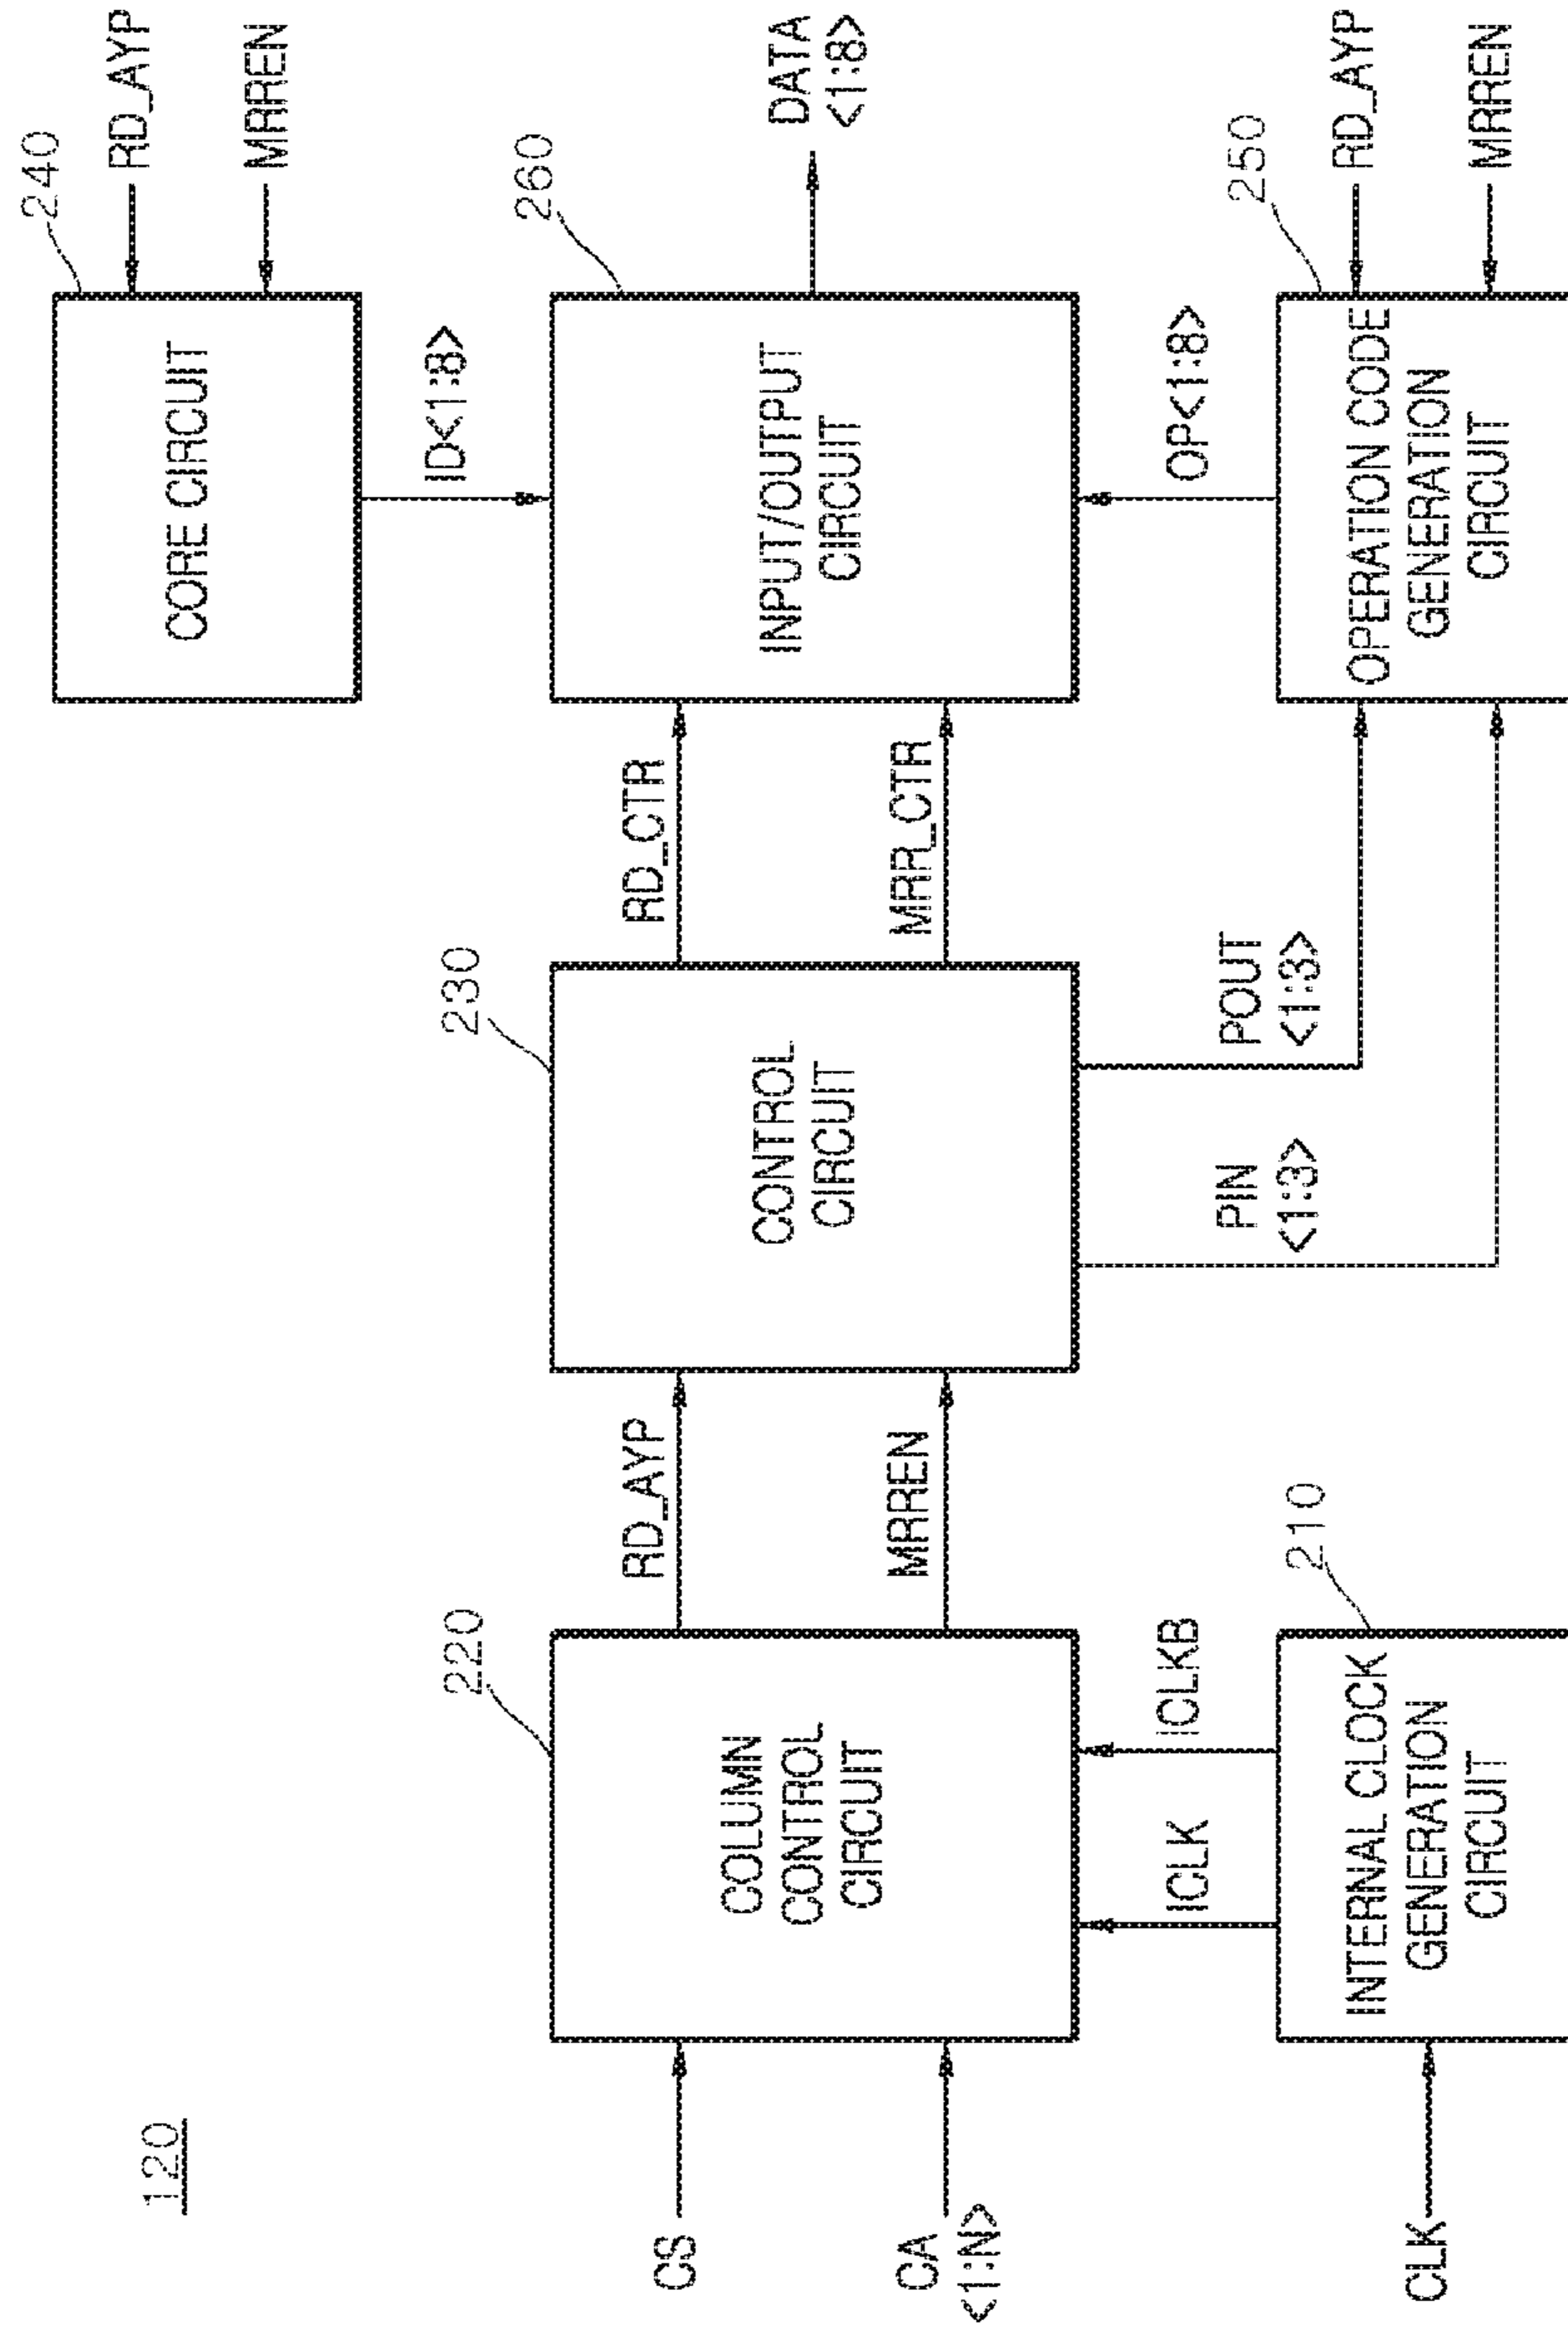 120
240
CORE CIRCUIT
RD_AYP
MRREN
ID<1:8>
220
COLUMN
CONTROL
CIRCUIT
CS
CA
<1:N>
RD_AYP
MRREN
230
CONTROL
CIRCUIT
RD_CTR
MRR_CTR
260
INPUT/OUTPUT
CIRCUIT
DATA
<1:8>
ICLK
ICLKB
PIN
<1:3>
POUT
<1:3>
OP<1:8>
210
INTERNAL CLOCK
GENERATION
CIRCUIT
CLK
250
OPERATION CODE
GENERATION
CIRCUIT
RD_AYP
MRREN